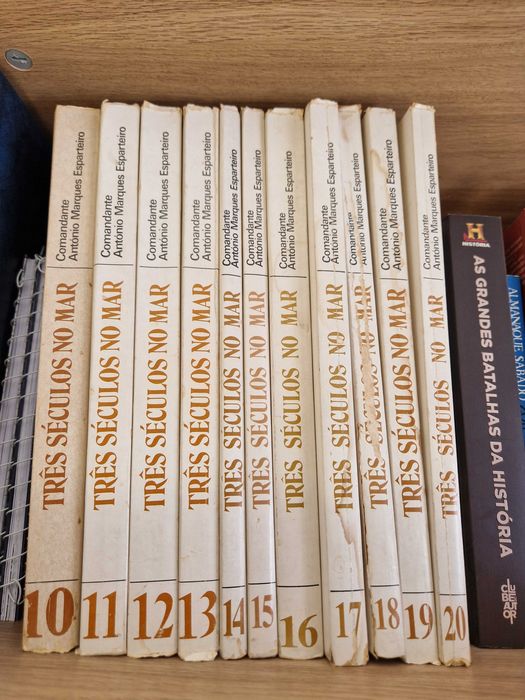 Comandante
António Marques Esparteiro
TRÊS SÉCULOS NO MAR
10
Comandante
António Marques Esparteiro
TRÊS SÉCULOS NO MAR
11
Comandante
António Marques Esparteiro
TRÊS SÉCULOS NO MAR
12
Comandante
António Marques Esparteiro
TRÊS SÉCULOS NO MAR
13
Comandante
António Marques Esparteiro
TRÊS SÉCULOS NO MAR
14
Comandante
António Marques Esparteiro
TRÊS SÉCULOS NO MAR
15
Comandante
António Marques Esparteiro
TRÊS SÉCULOS NO MAR
16
Comandante
António Marques Esparteiro
TRÊS SÉCULOS NO MAR
17
Comandante
António Marques Esparteiro
TRÊS SÉCULOS NO MAR
18
Comandante
António Marques Esparteiro
TRÊS SÉCULOS NO MAR
19
Comandante
António Marques Esparteiro
TRÊS SÉCULOS NO MAR
20
H
HISTÓRIA
AS GRANDES BATALHAS DA HISTÓRIA
CLUBE DO AUTOR
ALMANAQUE